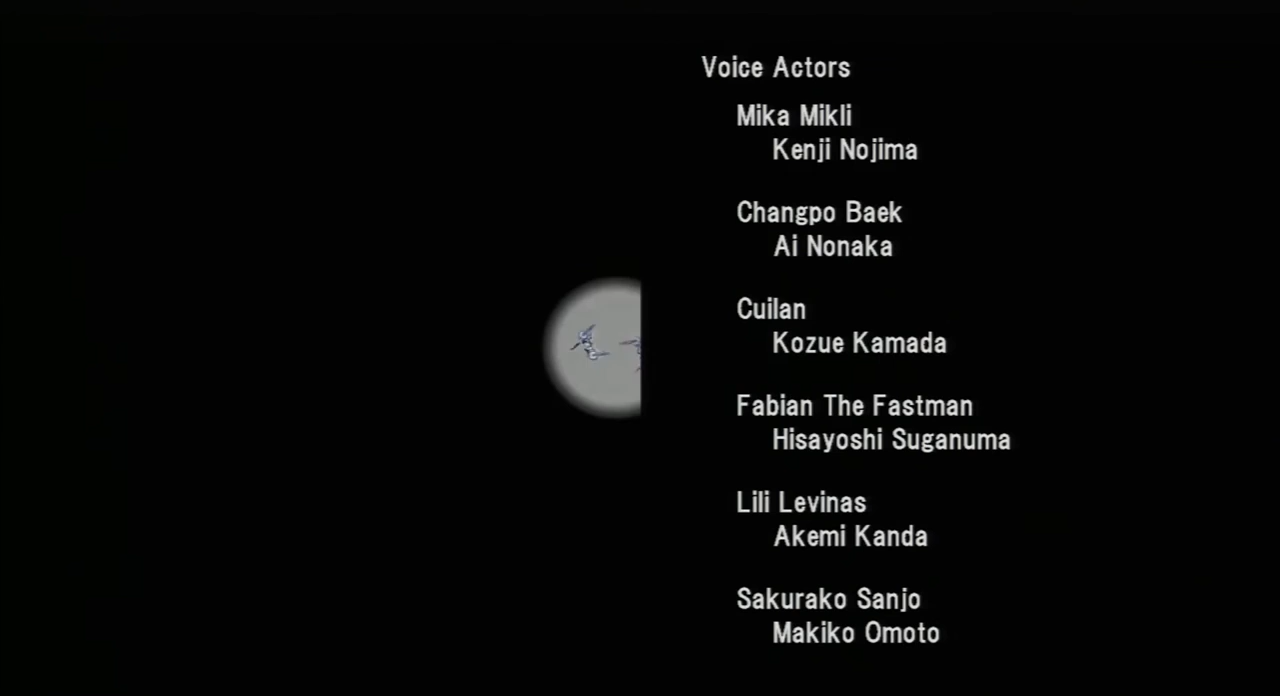 Voice Actors
Mika Mikli
Kenji Nojima
Changpo Baek
Ai Nonaka
Cuilan
Kozue Kamada
Fabian The Fastman
Hisayoshi Suganuma
Lili Levinas
Akemi Kanda
Sakurako Sanjo
Makiko Omoto